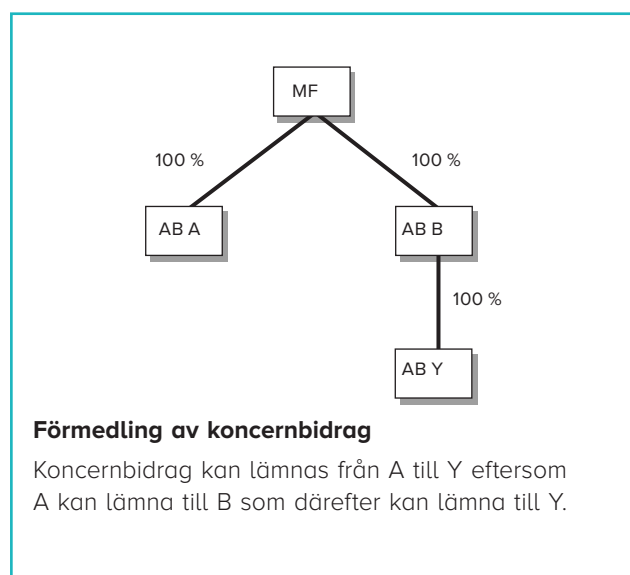 MF
100 %
100 %
AB A
AB B
100 %
AB Y
Förmedling av koncernbidrag
Koncernbidrag kan lämnas från A till Y eftersom
A kan lämna till B som därefter kan lämna till Y.